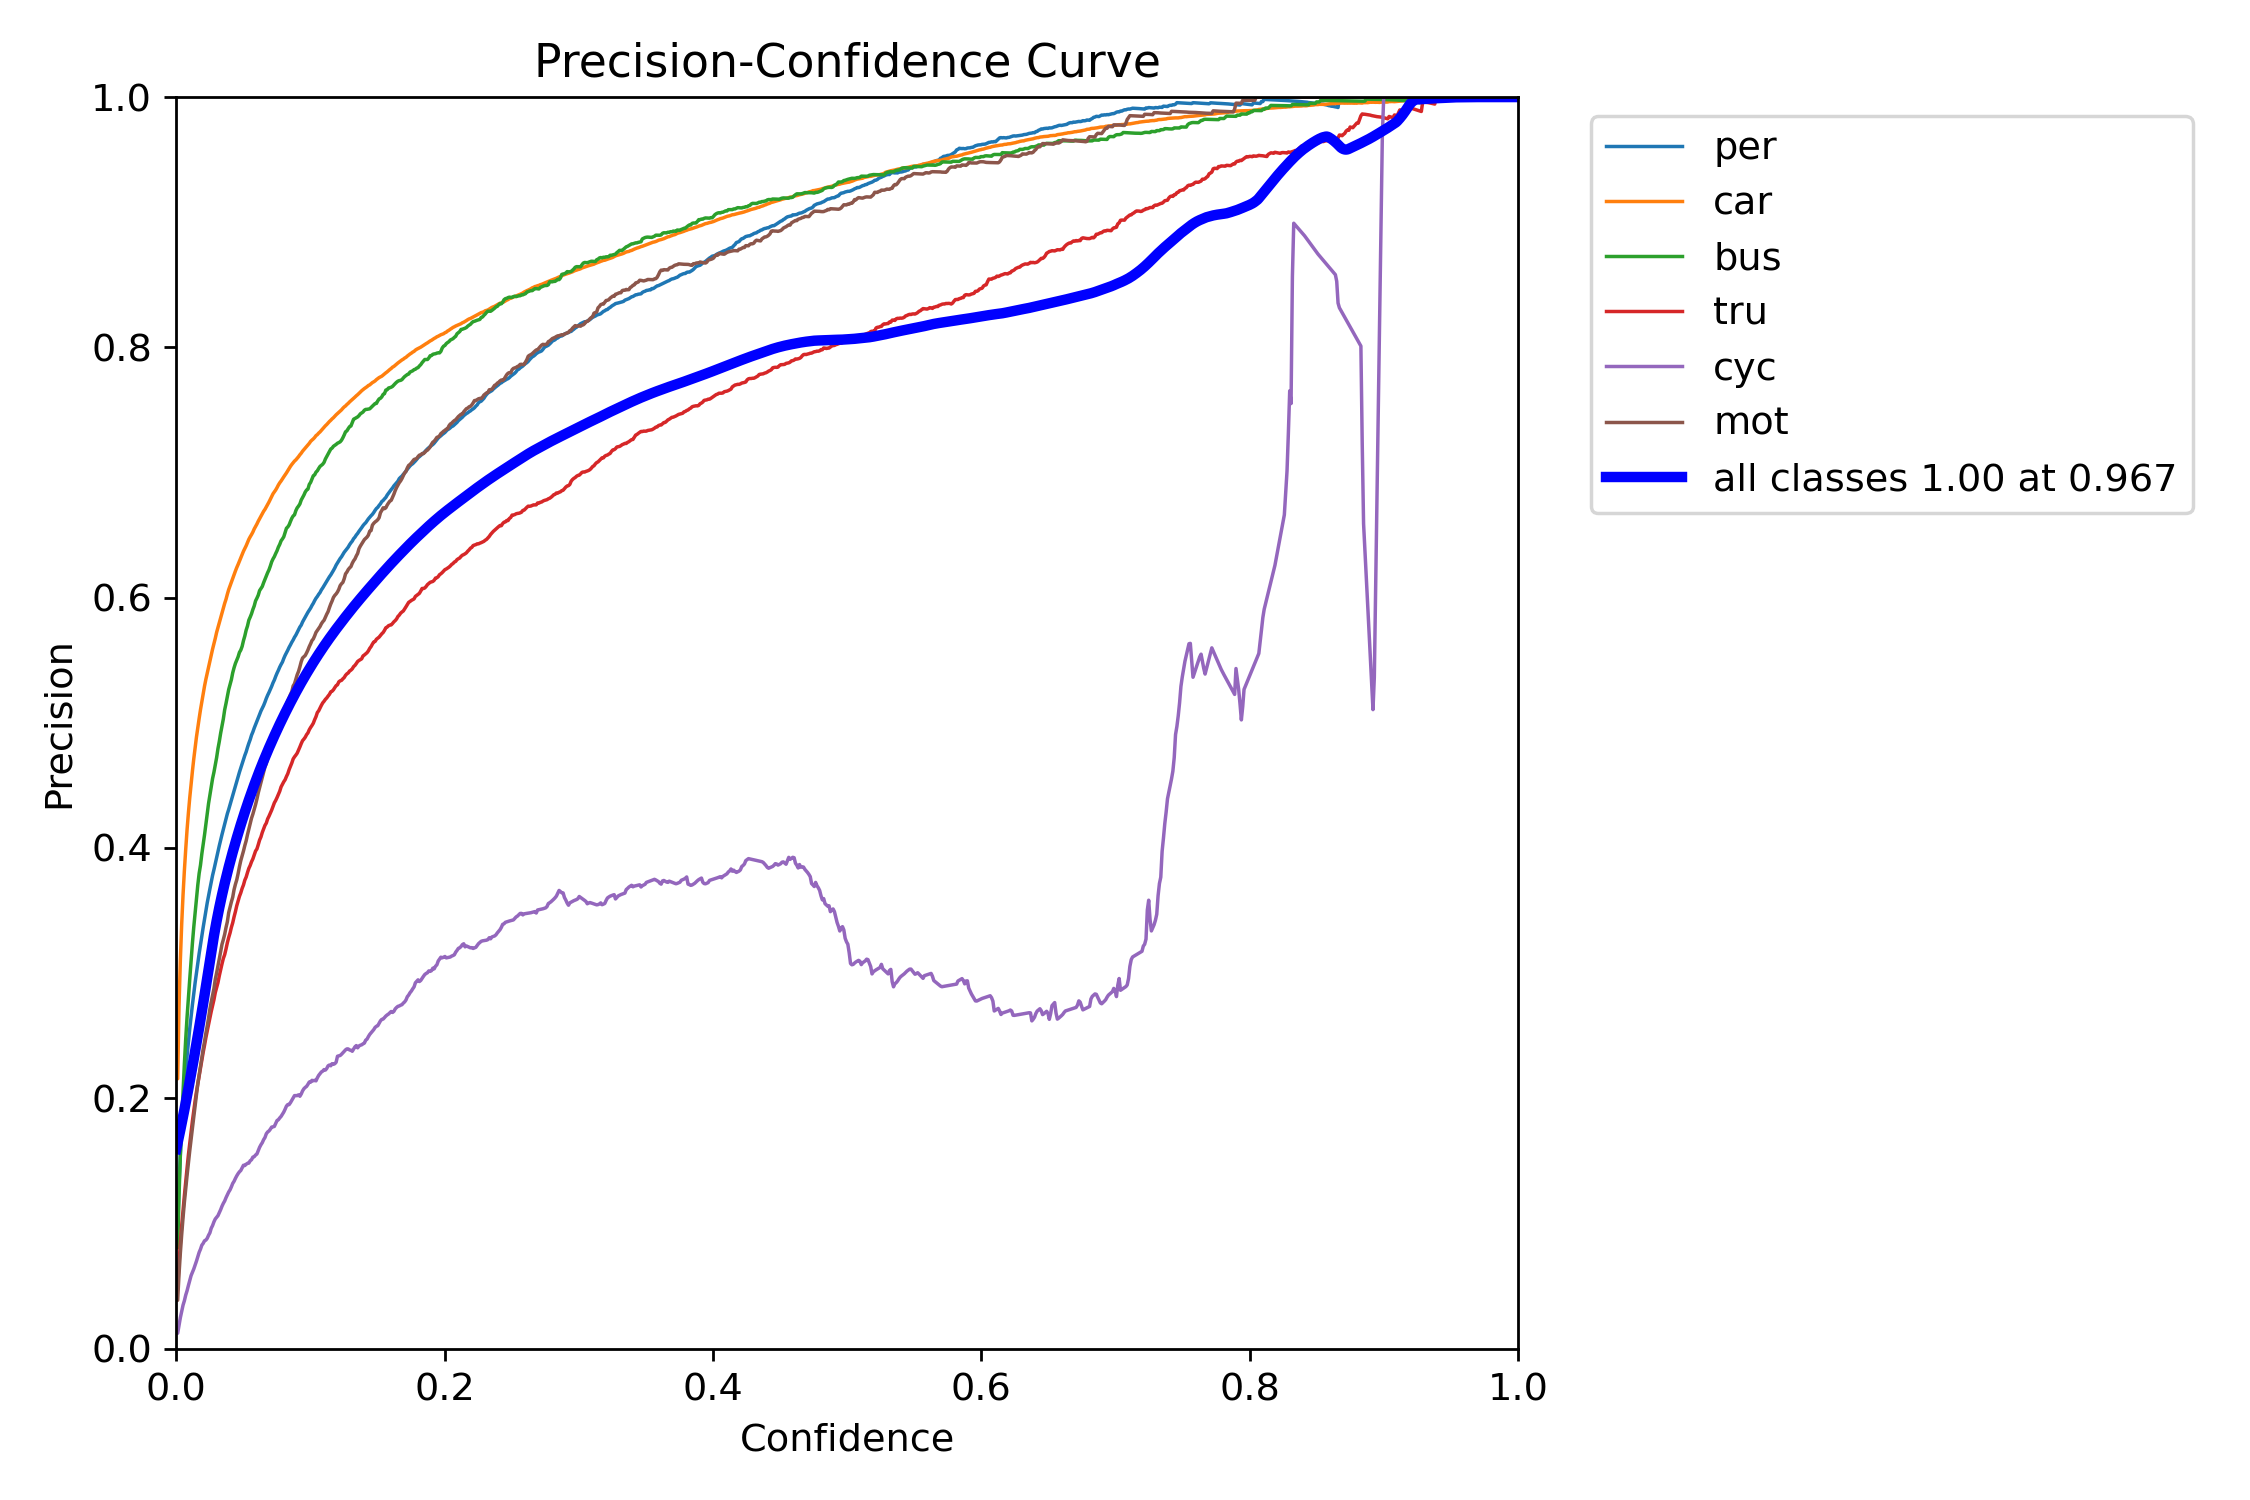 Precision-Confidence Curve
1.0
0.8
0.6
0.4
0.2
0.0
Precision
0.0 0.2 0.4 0.6 0.8 1.0
Confidence
per
car
bus
tru
cyc
mot
all classes 1.00 at 0.967